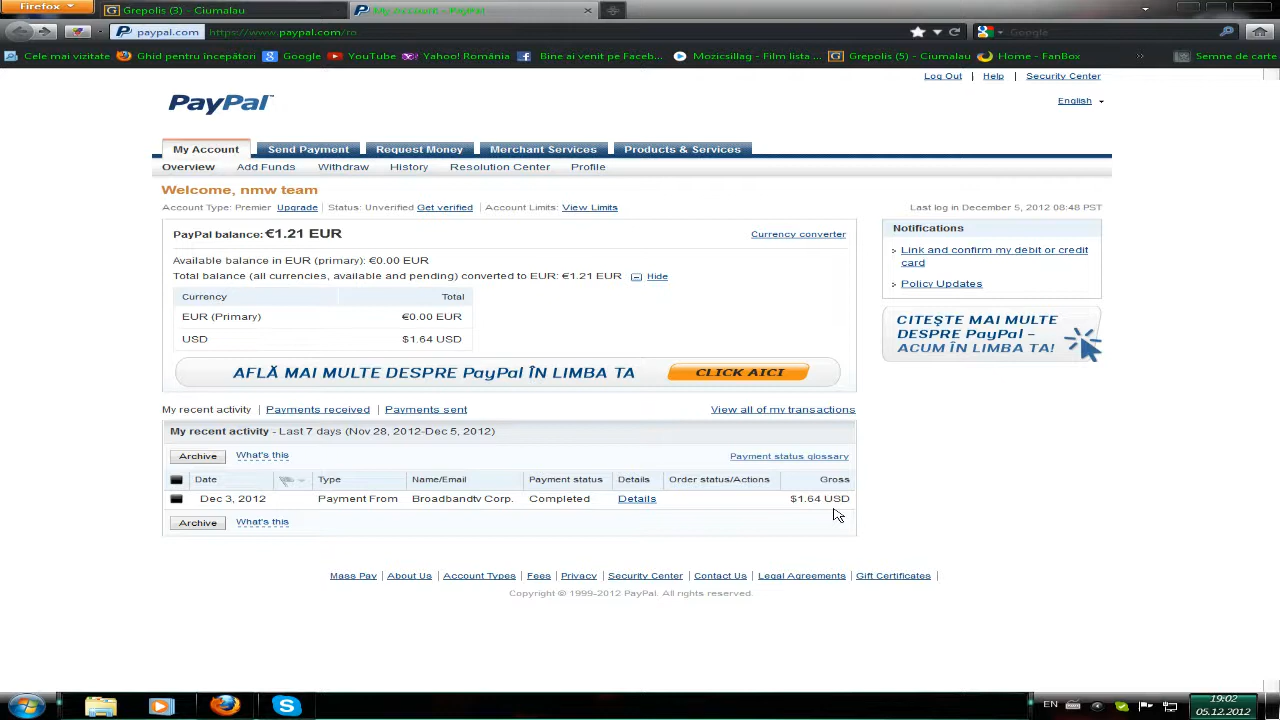 Firefox
Grepolis (3) - Ciumalau
My Account - PayPal
paypal.com
https://www.paypal.com/ro
Google
Cele mai vizitate
Ghid pentru începători
Google
YouTube
Yahoo! România
Bine ai venit pe Faceb...
Mozicsillag - Film lista ...
Grepolis (5) - Ciumalau
Home - FanBox
Semne de carte
Log Out | Help | Security Center
English
PayPal™
My Account
Send Payment
Request Money
Merchant Services
Products & Services
Overview
Add Funds
Withdraw
History
Resolution Center
Profile
Welcome, nmw team
Account Type: Premier Upgrade | Status: Unverified Get verified | Account Limits: View Limits
Last log in December 5, 2012 08:48 PST
PayPal balance: €1.21 EUR
Currency converter
Available balance in EUR (primary): €0.00 EUR
Total balance (all currencies, available and pending) converted to EUR: €1.21 EUR Hide
Currency Total
EUR (Primary) €0.00 EUR
USD $1.64 USD
AFLĂ MAI MULTE DESPRE PayPal ÎN LIMBA TA
CLICK AICI
Notifications
Link and confirm my debit or credit
card
Policy Updates
CITEȘTE MAI MULTE
DESPRE PayPal –
ACUM ÎN LIMBA TA!
My recent activity | Payments received | Payments sent
View all of my transactions
My recent activity - Last 7 days (Nov 28, 2012-Dec 5, 2012)
Archive What's this
Payment status glossary
Date Type Name/Email Payment status Details Order status/Actions Gross
Dec 3, 2012 Payment From Broadbandtv Corp. Completed Details $1.64 USD
Archive What's this
Mass Pay | About Us | Account Types | Fees | Privacy | Security Center | Contact Us | Legal Agreements | Gift Certificates |
Copyright © 1999-2012 PayPal. All rights reserved.
EN
19:02
05.12.2012